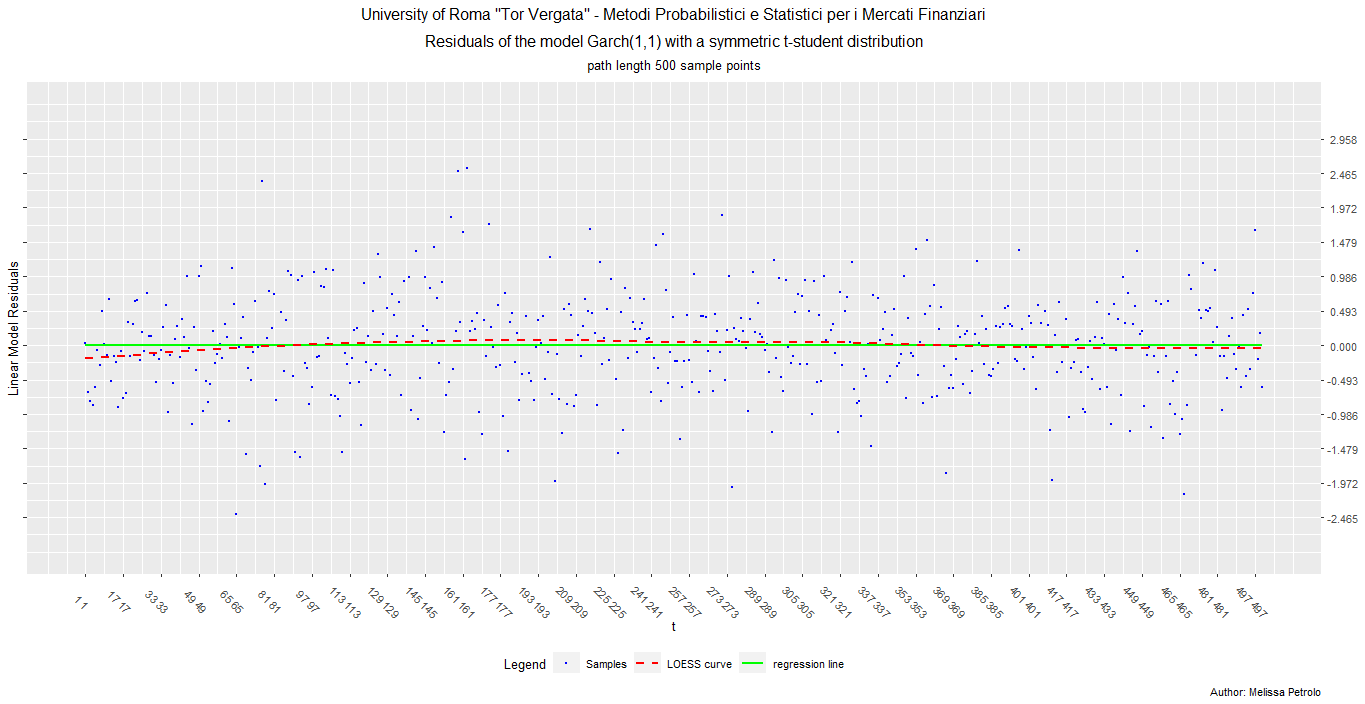 University of Roma "Tor Vergata" - Metodi Probabilistici e Statistici per i Mercati Finanziari
Residuals of the model Garch(1,1) with a symmetric t-student distribution
path length 500 sample points
Linear Model Residuals
2.958
2.465
1.972
1.479
0.986
0.493
0.000
-0.493
-0.986
-1.479
-1.972
-2.465
1 1 17 17 33 33 49 49 65 65 81 81 97 97 113 113 129 129 145 145 161 161 177 177 193 193 209 209 225 225 241 241 257 257 273 273 289 289 305 305 321 321 337 337 353 353 369 369 385 385 401 401 417 417 433 433 449 449 465 465 481 481 497 497
t
Legend Samples LOESS curve regression line
Author: Melissa Petrolo